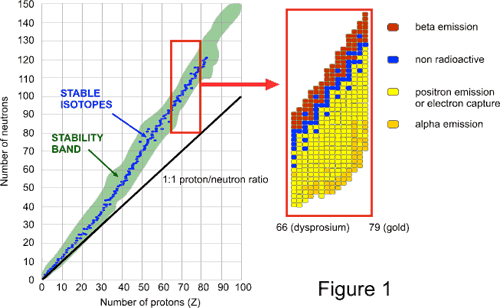 150
140
130
120
110
100
90
80
70
60
50
40
30
20
10
0
Number of neutrons
STABLE
ISOTOPES
STABILITY
BAND
1:1 proton/neutron ratio
0 10 20 30 40 50 60 70 80 90 100
Number of protons (Z)
beta emission
non radioactive
positron emission
or electron capture
alpha emission
66 (dysprosium) 79 (gold)
Figure 1